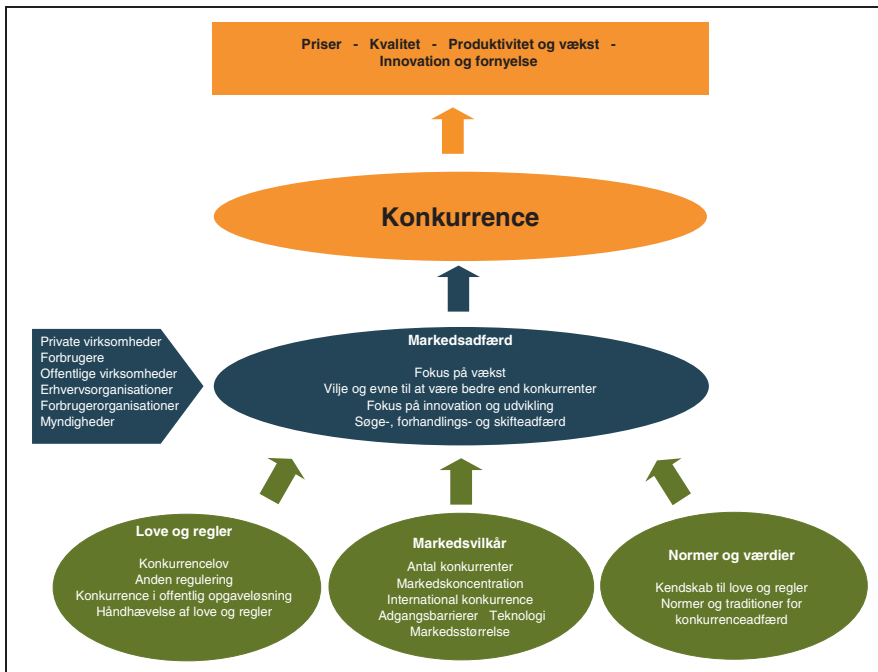 Priser - Kvalitet - Produktivitet og vækst -
Innovation og fornyelse
Konkurrence
Private virksomheder
Forbrugere
Offentlige virksomheder
Erhvervsorganisationer
Forbrugerorganisationer
Myndigheder
Markedsadfærd
Fokus på vækst
Vilje og evne til at være bedre end konkurrenter
Fokus på innovation og udvikling
Søge-, forhandlings- og skifteadfærd
Love og regler
Konkurrencelov
Anden regulering
Konkurrence i offentlig opgaveløsning
Håndhævelse af love og regler
Markedsvilkår
Antal konkurrenter
Markedskoncentration
International konkurrence
Adgangsbarrierer Teknologi
Markedsstørrelse
Normer og værdier
Kendskab til love og regler
Normer og traditioner for
konkurrenceadfærd